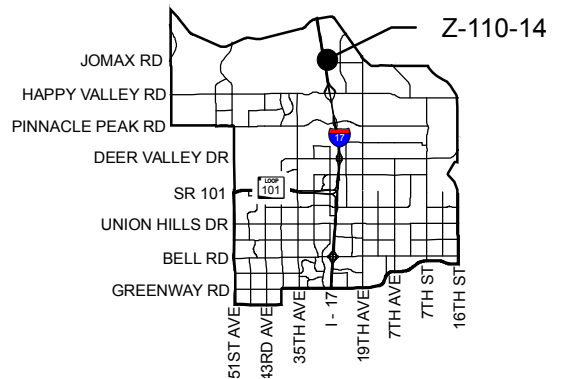 Z-110-14
JOMAX RD
HAPPY VALLEY RD
PINNACLE PEAK RD
17
DEER VALLEY DR
LOOP
101
SR 101
UNION HILLS DR
BELL RD
GREENWAY RD
51ST AVE
43RD AVE
35TH AVE
I - 17
19TH AVE
7TH AVE
7TH ST
16TH ST